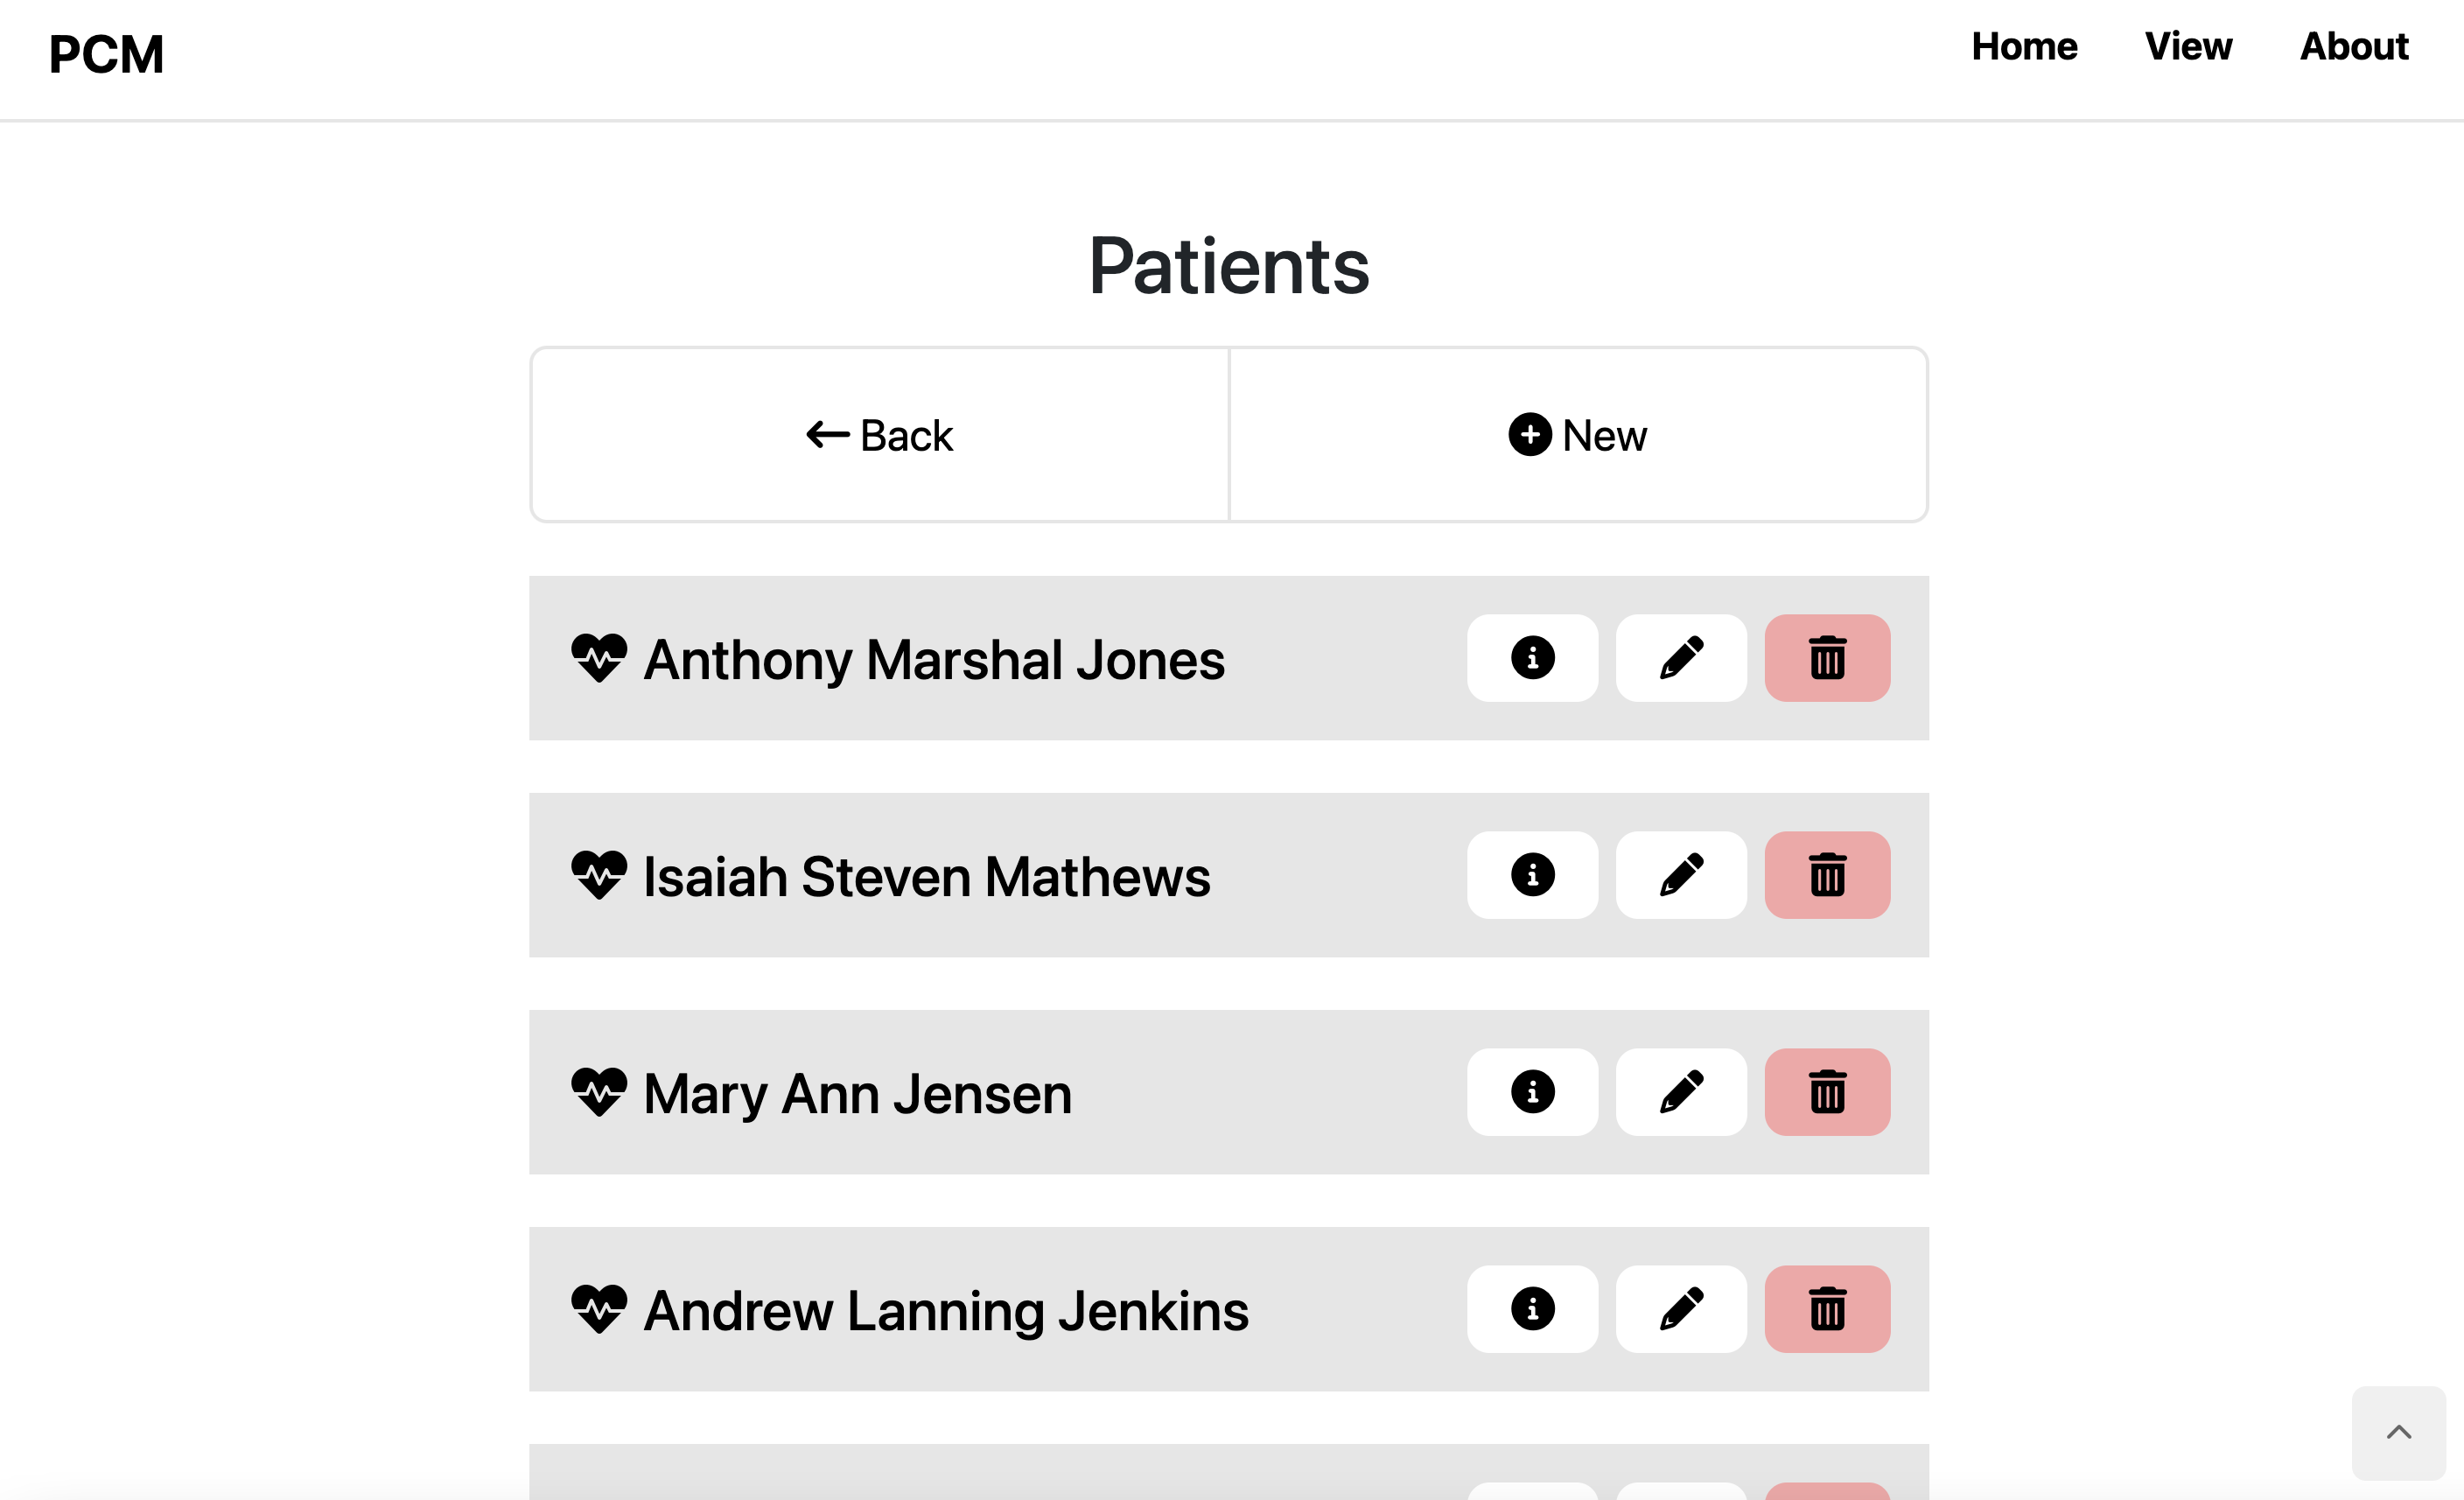 PCM
Home View About
Patients
Back
New
Anthony Marshal Jones
Isaiah Steven Mathews
Mary Ann Jensen
Andrew Lanning Jenkins